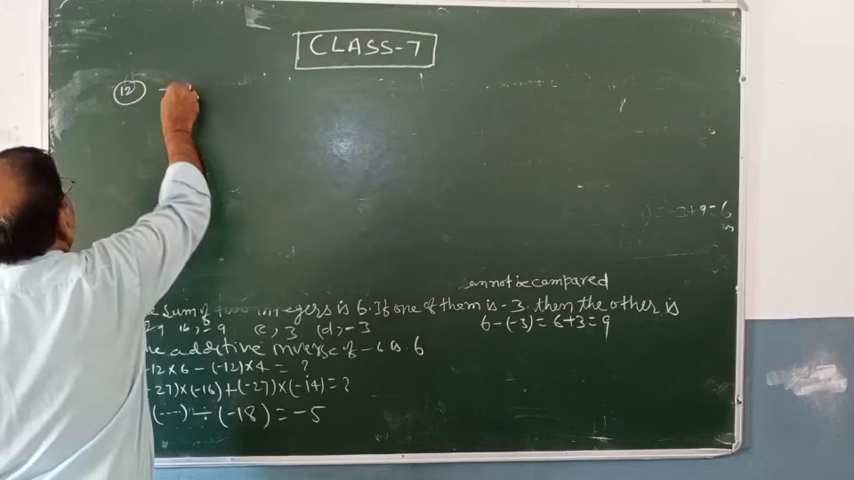 CLASS-7
12
-3+9=6
cannot be compared
sum of two integers is 6. If one of them is -3. then the other is
9 (c) 3 (d) -3
6-(-3)=6+3=9
additive inverse of -6 is 6
-12×6-(-12)×4=?
-27)×(-16)+(-27)×(-14)=?
(---)÷(-18)=-5